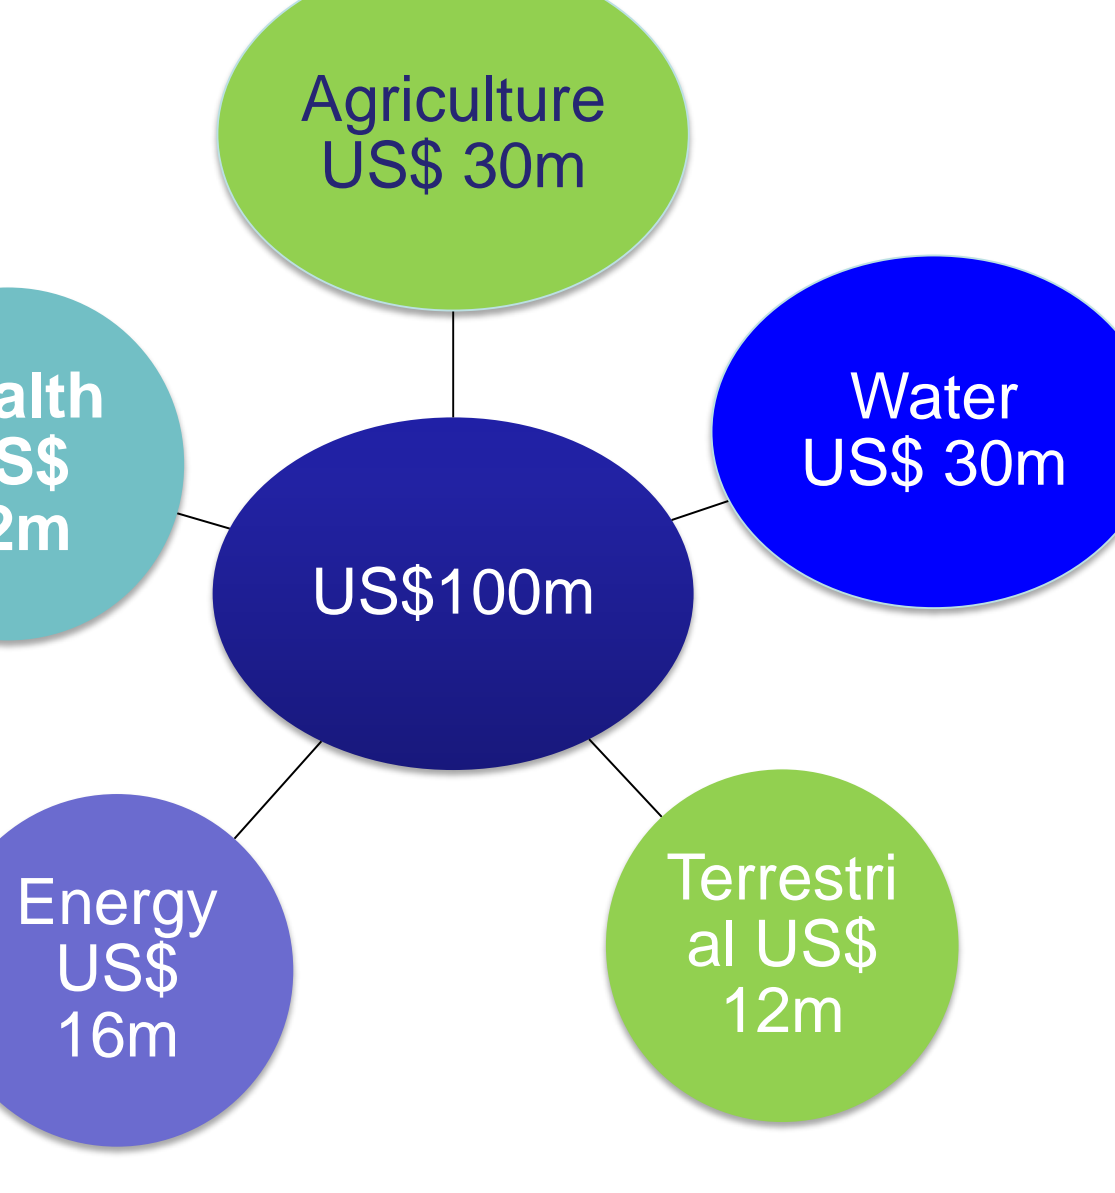 Agriculture
US$ 30m
Water
US$ 30m
alth
S$
2m
US$100m
Energy
US$
16m
Terrestri
al US$
12m